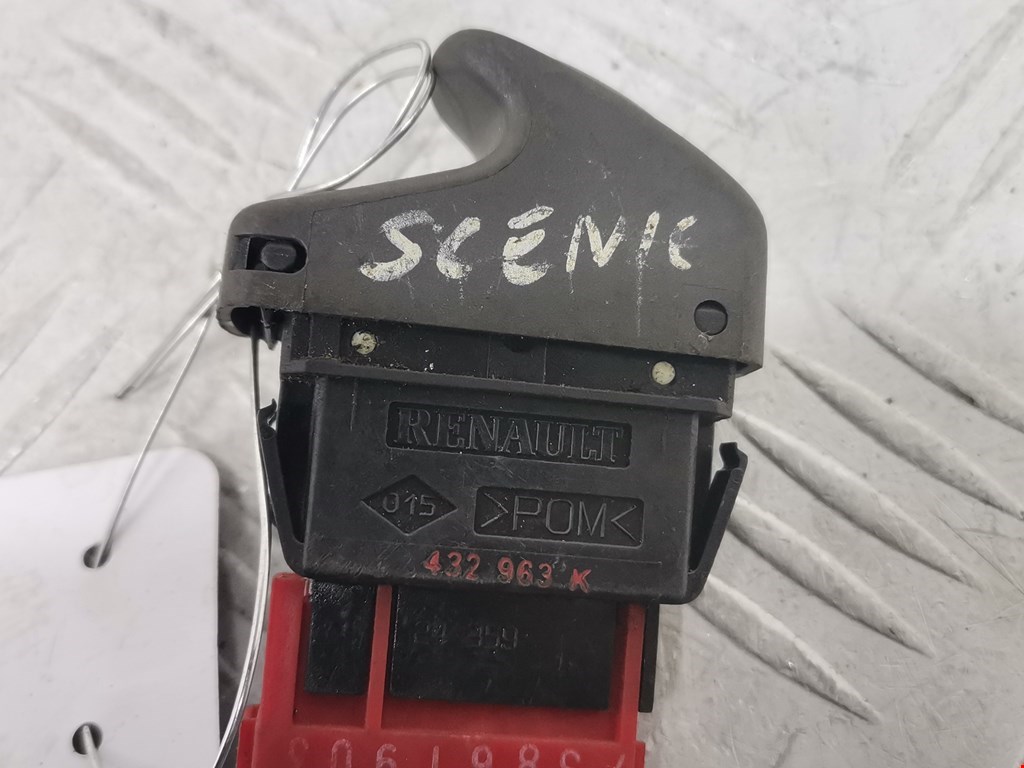 SCENIC
RENAULT
015 >POM<
432 963 K